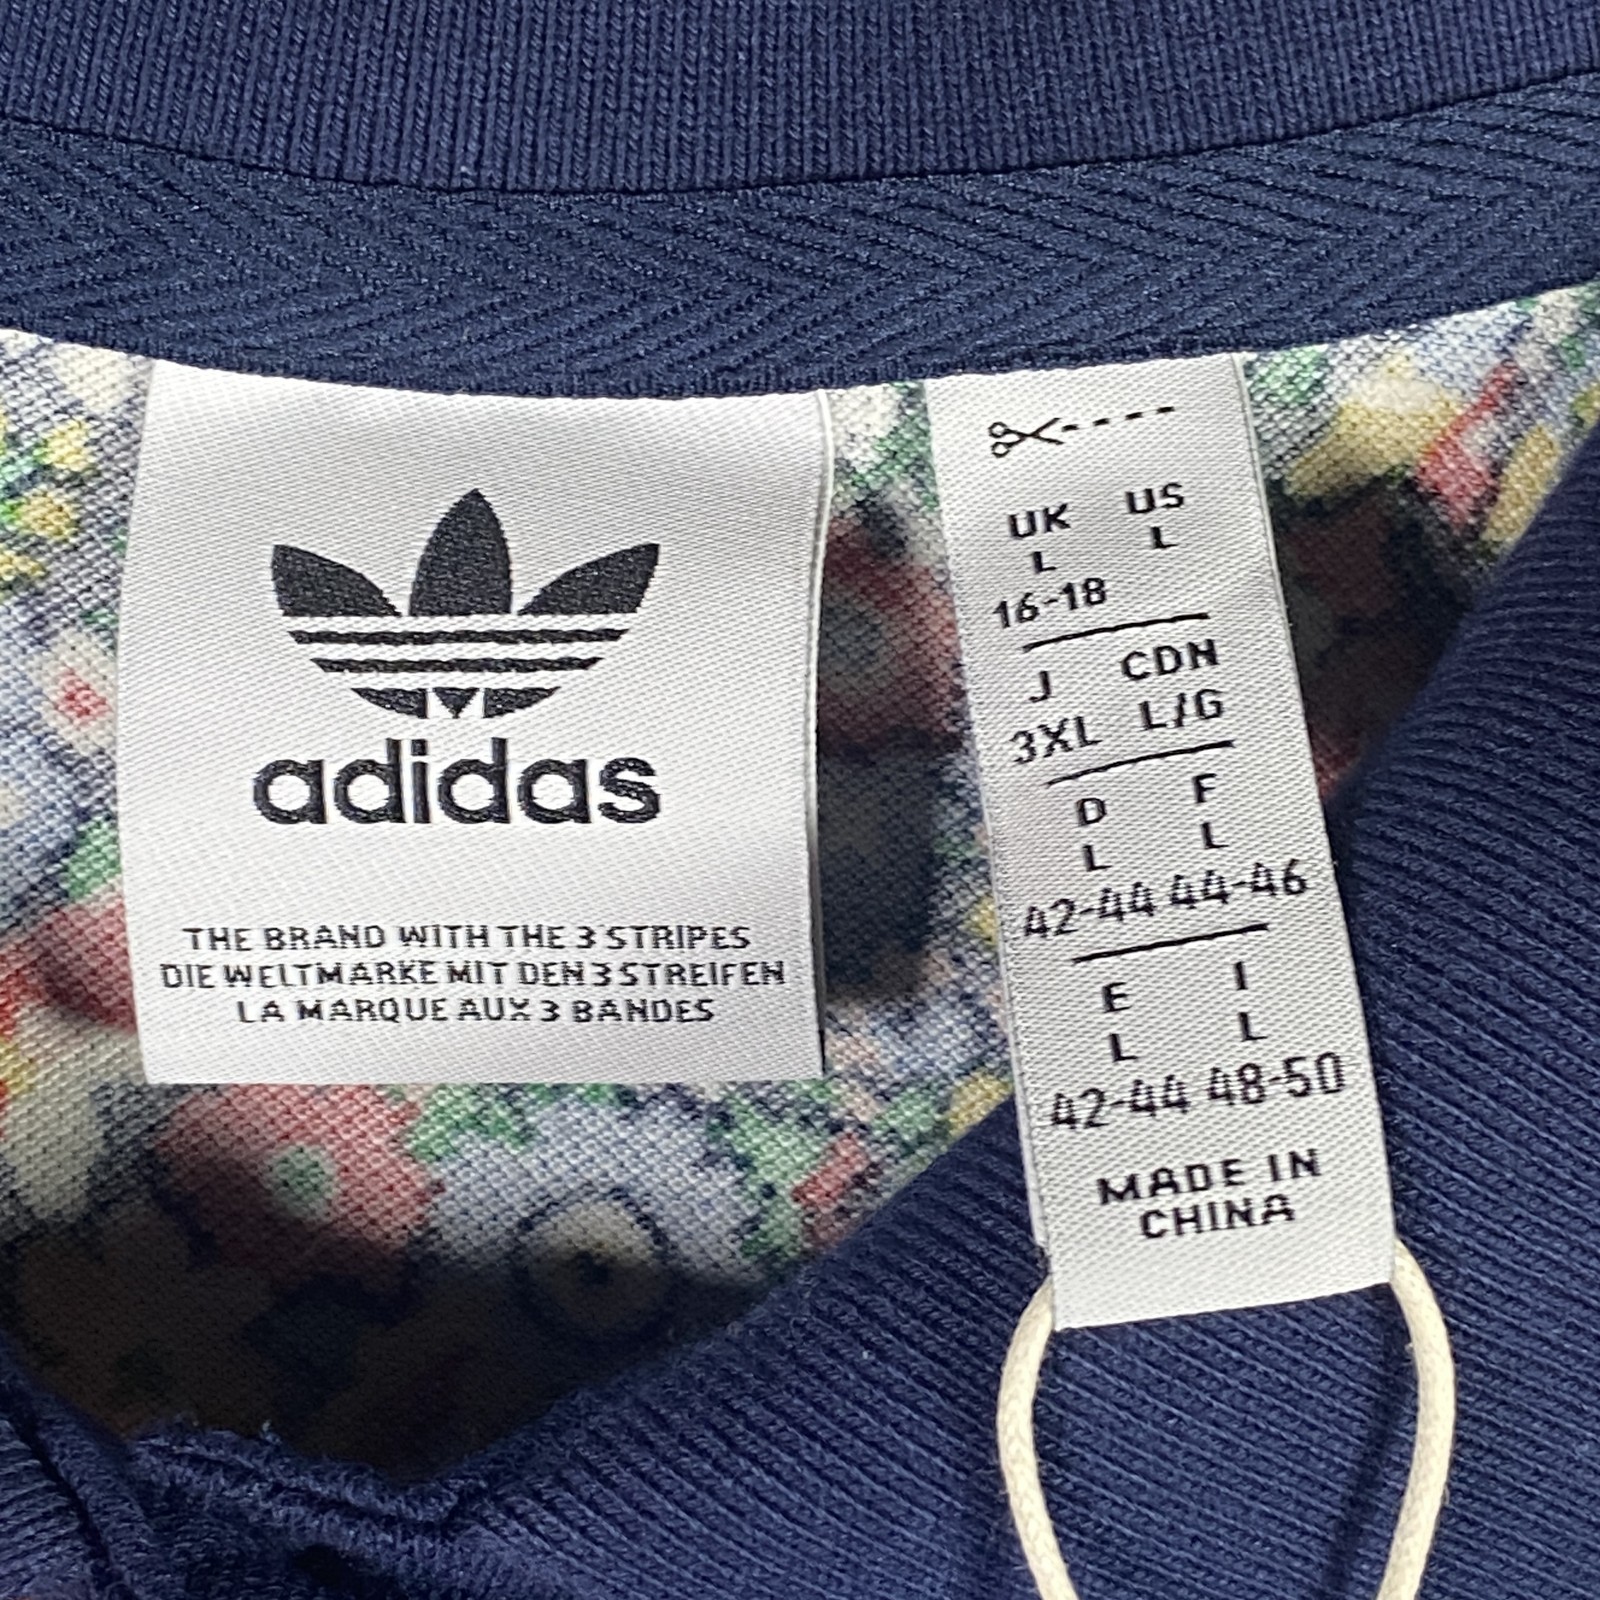 adidas
THE BRAND WITH THE 3 STRIPES
DIE WELTMARKE MIT DEN 3 STREIFEN
LA MARQUE AUX 3 BANDES
UK US
L L
16-18
J CDN
3XL L/G
D F
L L
42-44 44-46
E I
L L
42-44 48-50
MADE IN
CHINA